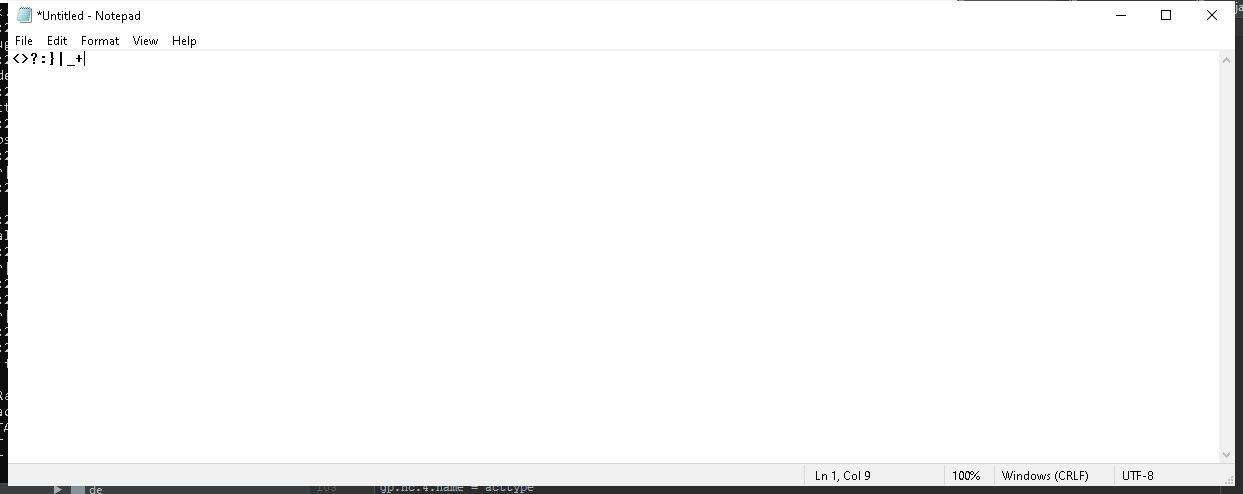 *Untitled - Notepad
File Edit Format View Help
<>?:}|_+
Ln 1, Col 9 100% Windows (CRLF) UTF-8
de 103 gp.nc.4.name = acttype